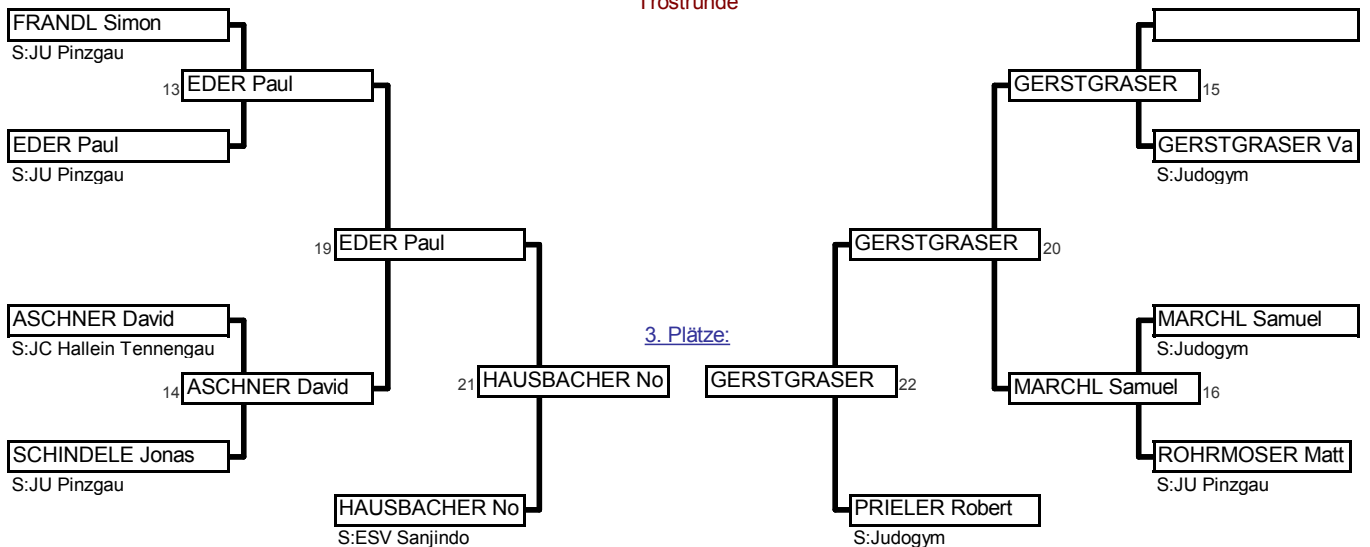 Trostrunde
FRANDL Simon
S:JU Pinzgau
13 EDER Paul
EDER Paul
S:JU Pinzgau
19 EDER Paul
ASCHNER David
S:JC Hallein Tennengau
14 ASCHNER David
SCHINDELE Jonas
S:JU Pinzgau
21 HAUSBACHER No
HAUSBACHER No
S:ESV Sanjindo
3. Plätze:
GERSTGRASER 15
GERSTGRASER Va
S:Judogym
GERSTGRASER 20
MARCHL Samuel
S:Judogym
MARCHL Samuel 16
ROHRMOSER Matt
S:JU Pinzgau
GERSTGRASER 22
PRIELER Robert
S:Judogym